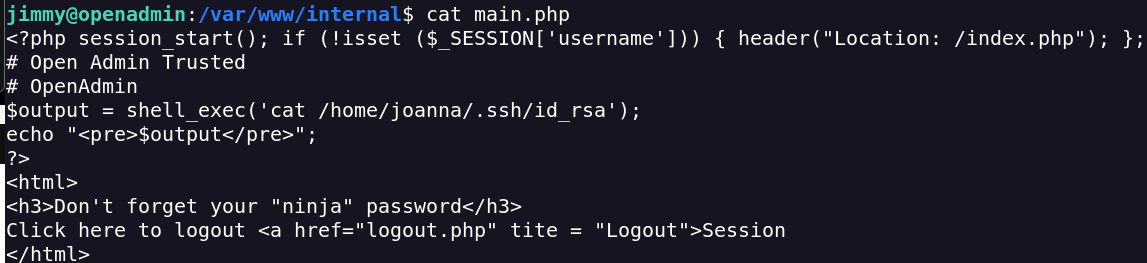 jimmy@openadmin:/var/www/internal$ cat main.php
<?php session_start(); if (!isset ($_SESSION['username'])) { header("Location: /index.php"); };
# Open Admin Trusted
# OpenAdmin
$output = shell_exec('cat /home/joanna/.ssh/id_rsa');
echo "<pre>$output</pre>";
?>
<html>
<h3>Don't forget your "ninja" password</h3>
Click here to logout <a href="logout.php" tite = "Logout">Session
</html>